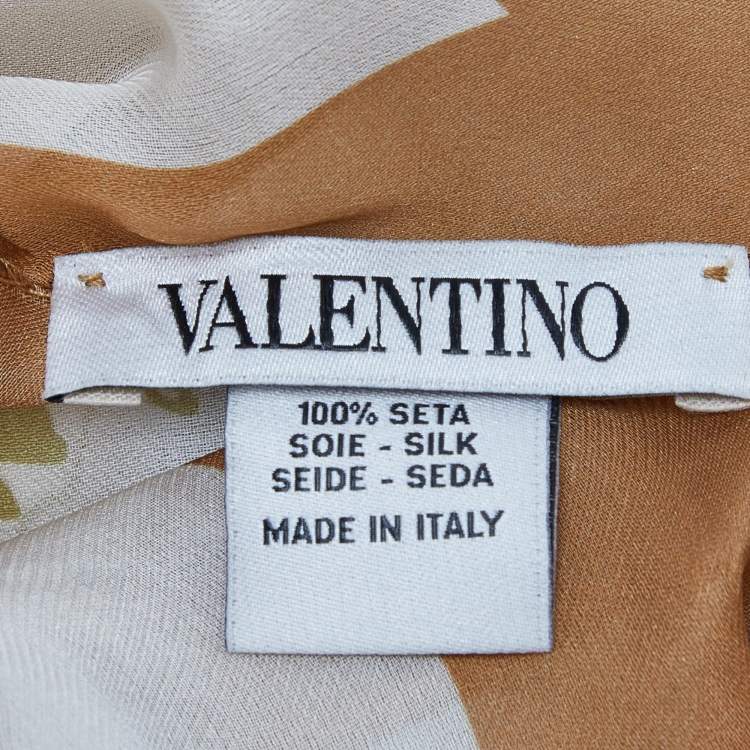 VALENTINO
100% SETA
SOIE - SILK
SEIDE - SEDA
MADE IN ITALY